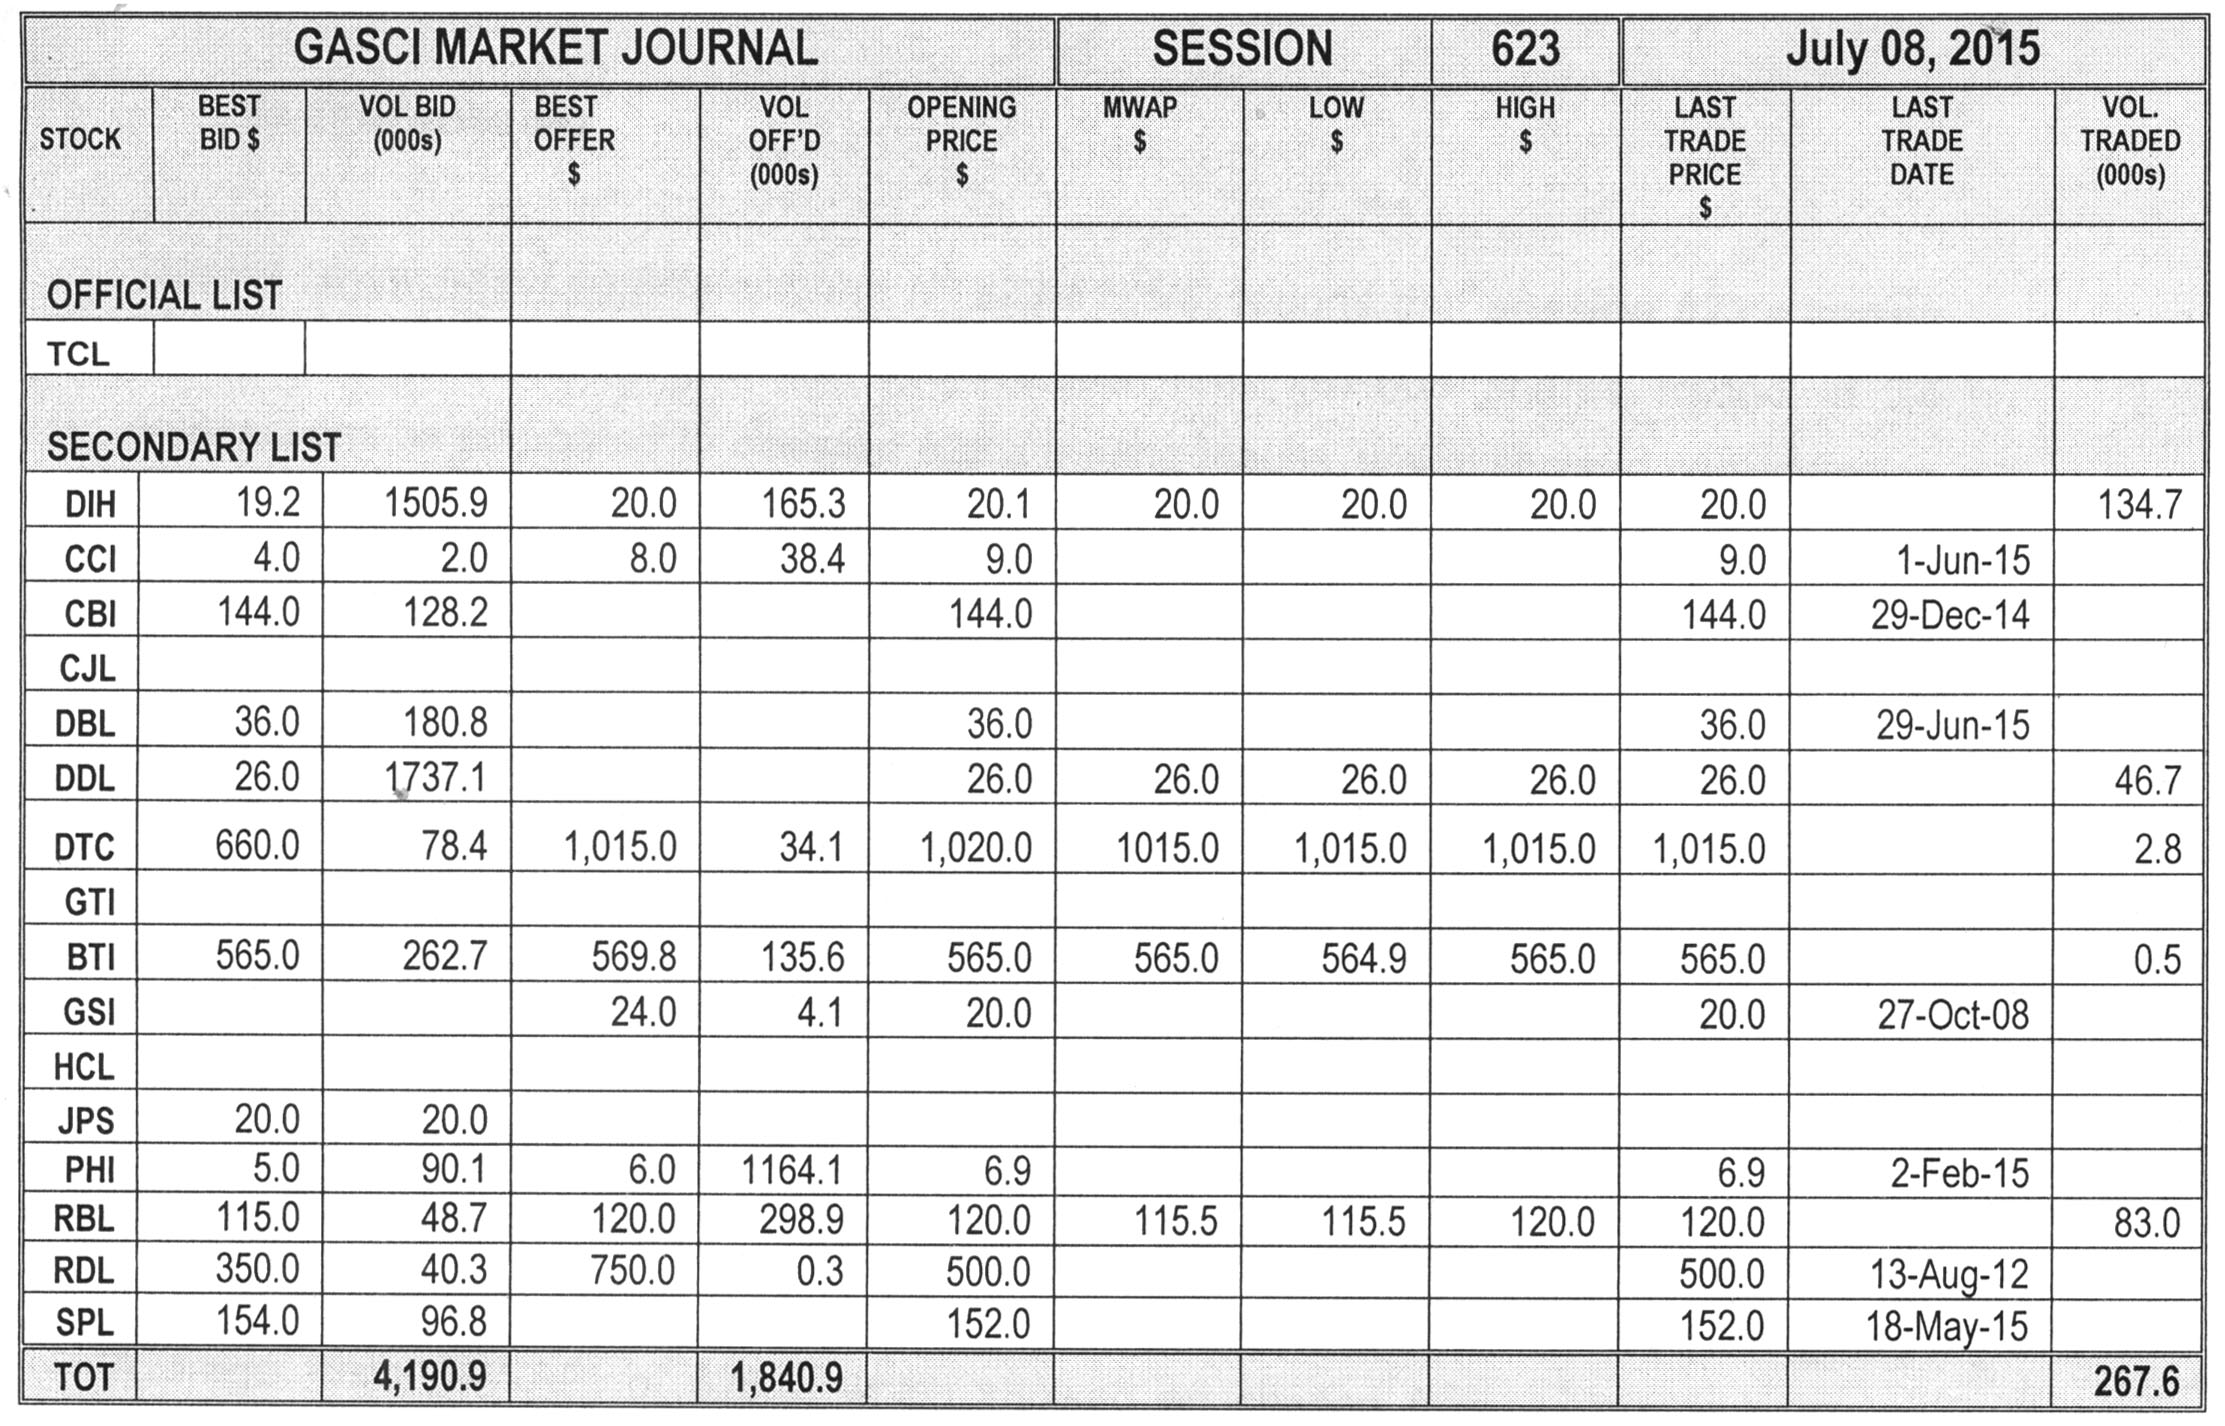 GASCI MARKET JOURNAL SESSION 623 July 08, 2015
STOCK BEST BID $ VOL BID (000s) BEST OFFER $ VOL OFF'D (000s) OPENING PRICE $ MWAP $ LOW $ HIGH $ LAST TRADE PRICE $ LAST TRADE DATE VOL. TRADED (000s)
OFFICIAL LIST
TCL
SECONDARY LIST
DIH 19.2 1505.9 20.0 165.3 20.1 20.0 20.0 20.0 20.0 134.7
CCI 4.0 2.0 8.0 38.4 9.0 9.0 1-Jun-15
CBI 144.0 128.2 144.0 144.0 29-Dec-14
CJL
DBL 36.0 180.8 36.0 36.0 29-Jun-15
DDL 26.0 1737.1 26.0 26.0 26.0 26.0 26.0 46.7
DTC 660.0 78.4 1,015.0 34.1 1,020.0 1015.0 1,015.0 1,015.0 1,015.0 2.8
GTI
BTI 565.0 262.7 569.8 135.6 565.0 565.0 564.9 565.0 565.0 0.5
GSI 24.0 4.1 20.0 20.0 27-Oct-08
HCL
JPS 20.0 20.0
PHI 5.0 90.1 6.0 1164.1 6.9 6.9 2-Feb-15
RBL 115.0 48.7 120.0 298.9 120.0 115.5 115.5 120.0 120.0 83.0
RDL 350.0 40.3 750.0 0.3 500.0 500.0 13-Aug-12
SPL 154.0 96.8 152.0 152.0 18-May-15
TOT 4,190.9 1,840.9 267.6